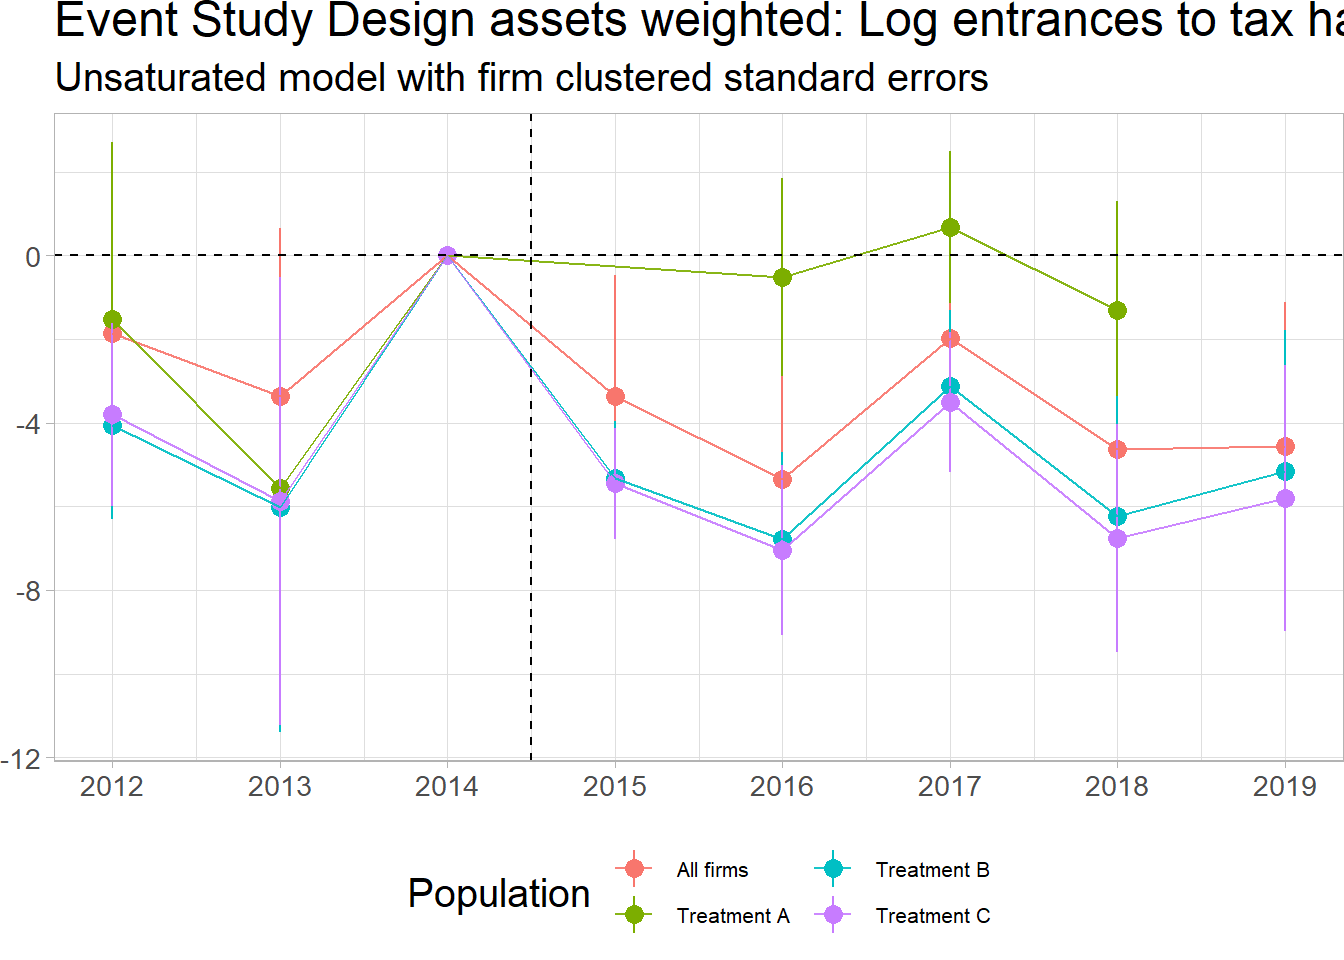 Event Study Design assets weighted: Log entrances to tax ha
Unsaturated model with firm clustered standard errors
0
-4
-8
-12
2012 2013 2014 2015 2016 2017 2018 2019
Population
All firms Treatment B
Treatment A Treatment C